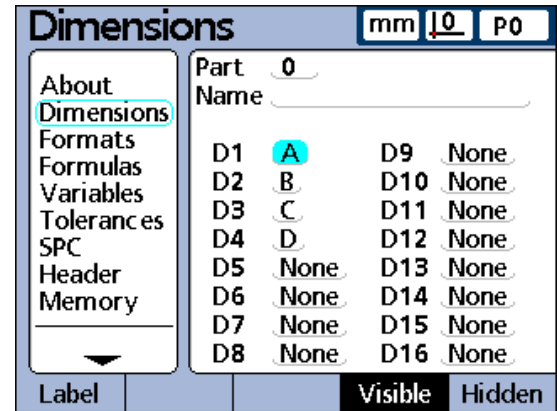 Dimensions mm 0 P0
About
Dimensions
Formats
Formulas
Variables
Tolerances
SPC
Header
Memory
Part 0
Name
D1 A D9 None
D2 B D10 None
D3 C D11 None
D4 D D12 None
D5 None D13 None
D6 None D14 None
D7 None D15 None
D8 None D16 None
Label Visible Hidden